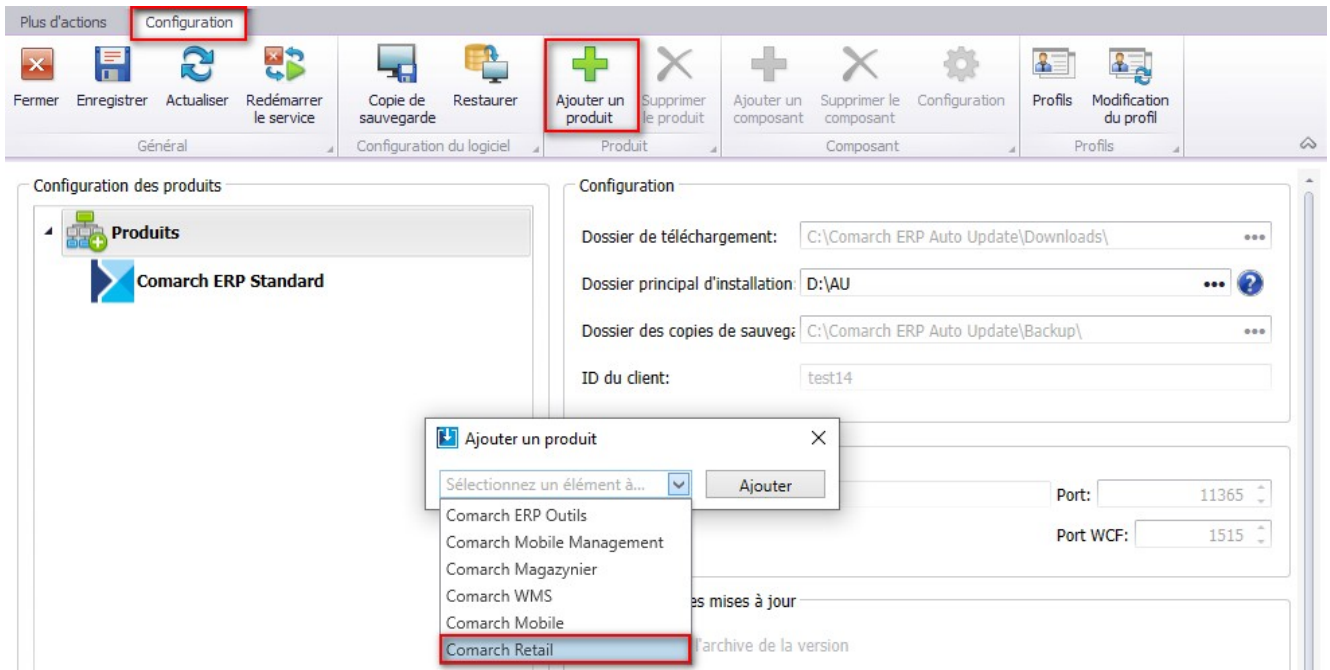 Plus d'actions Configuration
Fermer Enregistrer Actualiser Redémarrer le service
Copie de sauvegarde Restaurer
Ajouter un produit Supprimer le produit
Ajouter un composant Supprimer le composant Configuration
Profils Modification du profil
Général Configuration du logiciel Produit Composant Profils
Configuration des produits
Produits
Comarch ERP Standard
Configuration
Dossier de téléchargement: C:\Comarch ERP Auto Update\Downloads\ •••
Dossier principal d'installation: D:\AU ••• ?
Dossier des copies de sauvega C:\Comarch ERP Auto Update\Backup\ •••
ID du client: test14
Port: 11365
Port WCF: 1515
Ajouter un produit
Sélectionnez un élément à... Ajouter
Comarch ERP Outils
Comarch Mobile Management
Comarch Magazynier
Comarch WMS
Comarch Mobile
Comarch Retail
es mises à jour
l'archive de la version